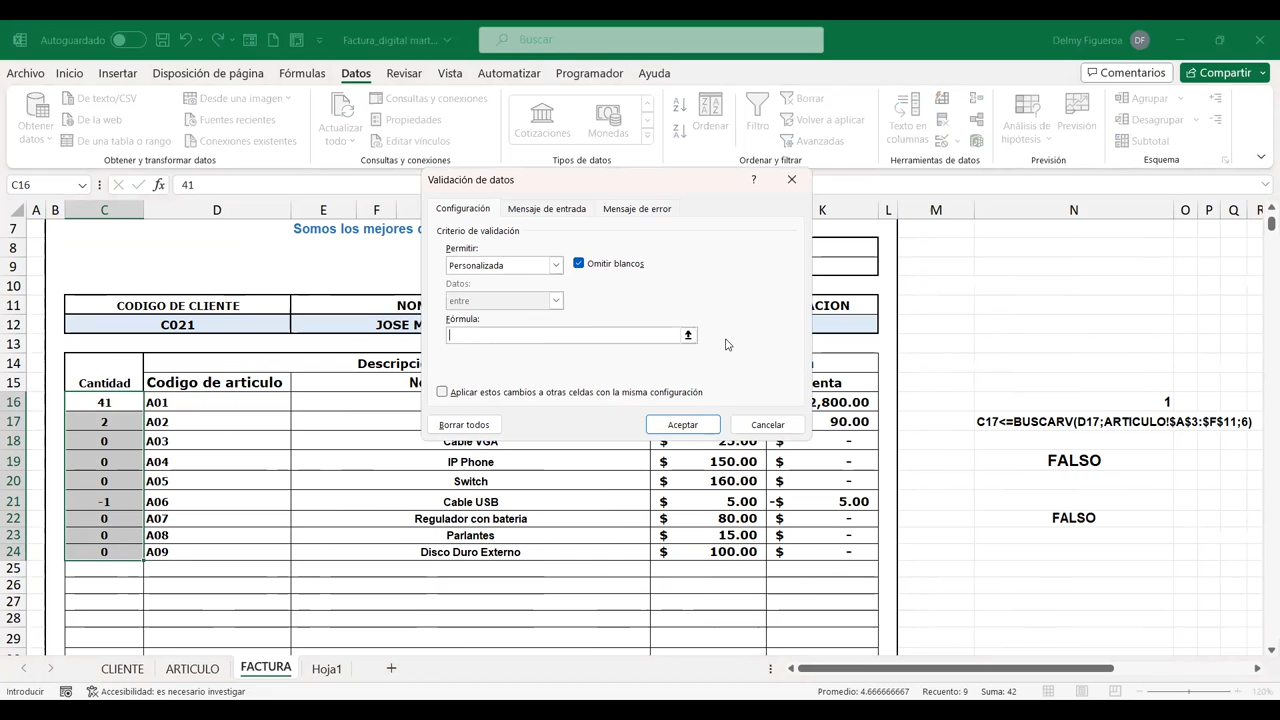 Autoguardado
Factura_digital mart...
Buscar
Delmy Figueroa
DF
Archivo Inicio Insertar Disposición de página Fórmulas Datos Revisar Vista Automatizar Programador Ayuda
Comentarios
Compartir
Obtener datos
De texto/CSV
De la web
De una tabla o rango
Desde una imagen
Fuentes recientes
Conexiones existentes
Obtener y transformar datos
Actualizar todo
Consultas y conexiones
Propiedades
Editar vínculos
Consultas y conexiones
Cotizaciones
Monedas
Tipos de datos
Ordenar
Filtro
Borrar
Volver a aplicar
Avanzadas
Ordenar y filtrar
Texto en columnas
Herramientas de datos
Análisis de hipótesis
Previsión
Previsión
Agrupar
Desagrupar
Subtotal
Esquema
C16
fx
41
Validación de datos
?
Configuración Mensaje de entrada Mensaje de error
Criterio de validación
Permitir:
Personalizada
Omitir blancos
Datos:
entre
Fórmula:
Aplicar estos cambios a otras celdas con la misma configuración
Borrar todos
Aceptar
Cancelar
A B C D E F K L M N O P Q R
7 Somos los mejores
8
9
10
11 CODIGO DE CLIENTE NO ACION
12 C021 JOSE M
13
14 Descripci
15 Cantidad Codigo de articulo No enta
16 41 A01 2,800.00 1
17 2 A02 90.00 C17<=BUSCARV(D17;ARTICULO!$A$3:$F$11;6)
18 0 A03 Cable VGA $ 25.00 $ -
19 0 A04 IP Phone $ 150.00 $ - FALSO
20 0 A05 Switch $ 160.00 $ -
21 -1 A06 Cable USB $ 5.00 -$ 5.00
22 0 A07 Regulador con bateria $ 80.00 $ - FALSO
23 0 A08 Parlantes $ 15.00 $ -
24 0 A09 Disco Duro Externo $ 100.00 $ -
25
26
27
28
29
CLIENTE ARTICULO FACTURA Hoja1
Introducir
Accesibilidad: es necesario investigar
Promedio: 4.666666667 Recuento: 9 Suma: 42
120%